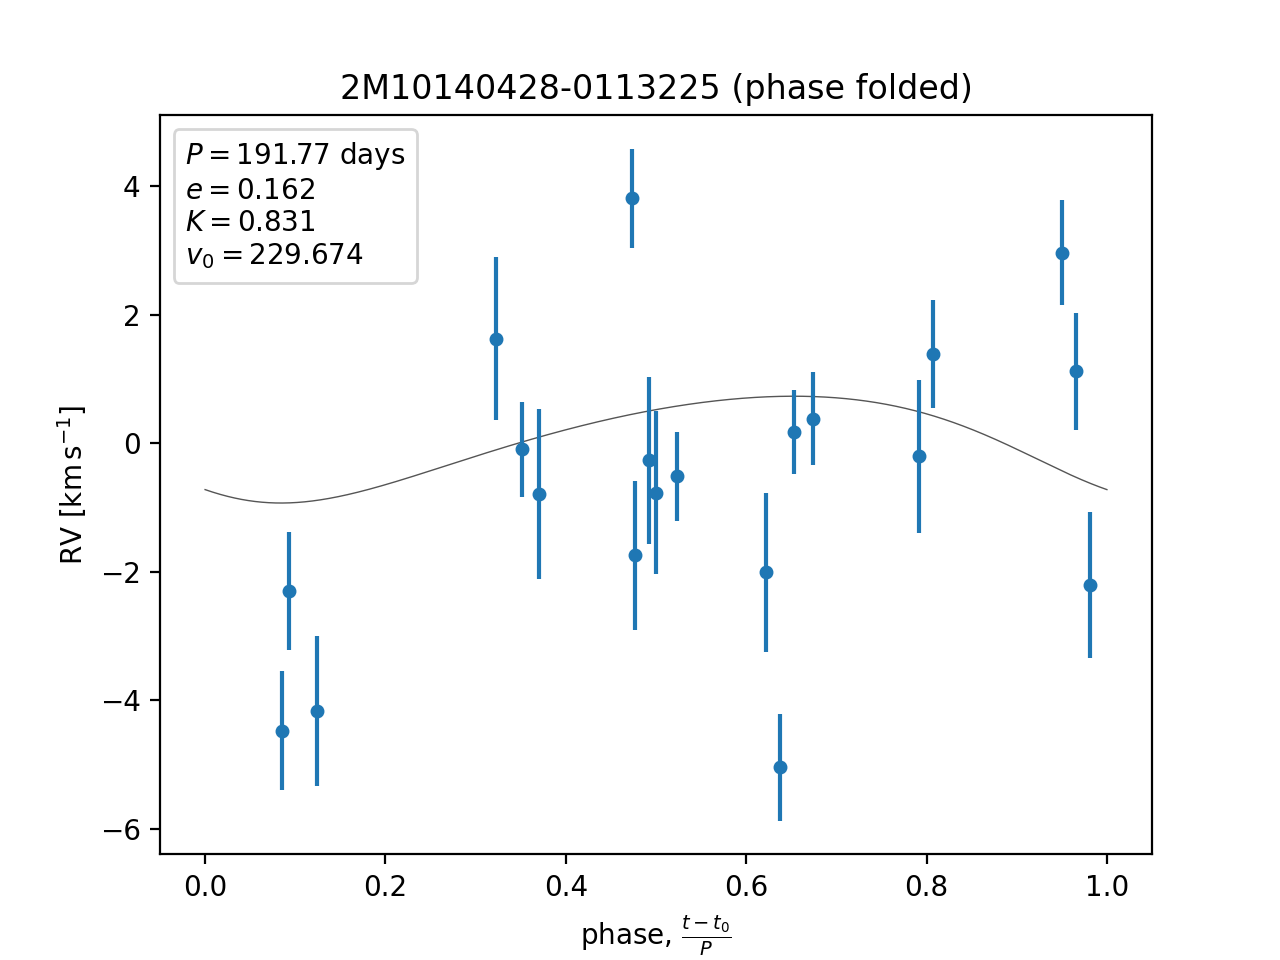 2M10140428-0113225 (phase folded)
P = 191.77 days
e = 0.162
K = 0.831
v₀ = 229.674
4
2
0
−2
−4
−6
RV [km s⁻¹]
0.0 0.2 0.4 0.6 0.8 1.0
phase, (t − t₀)/P